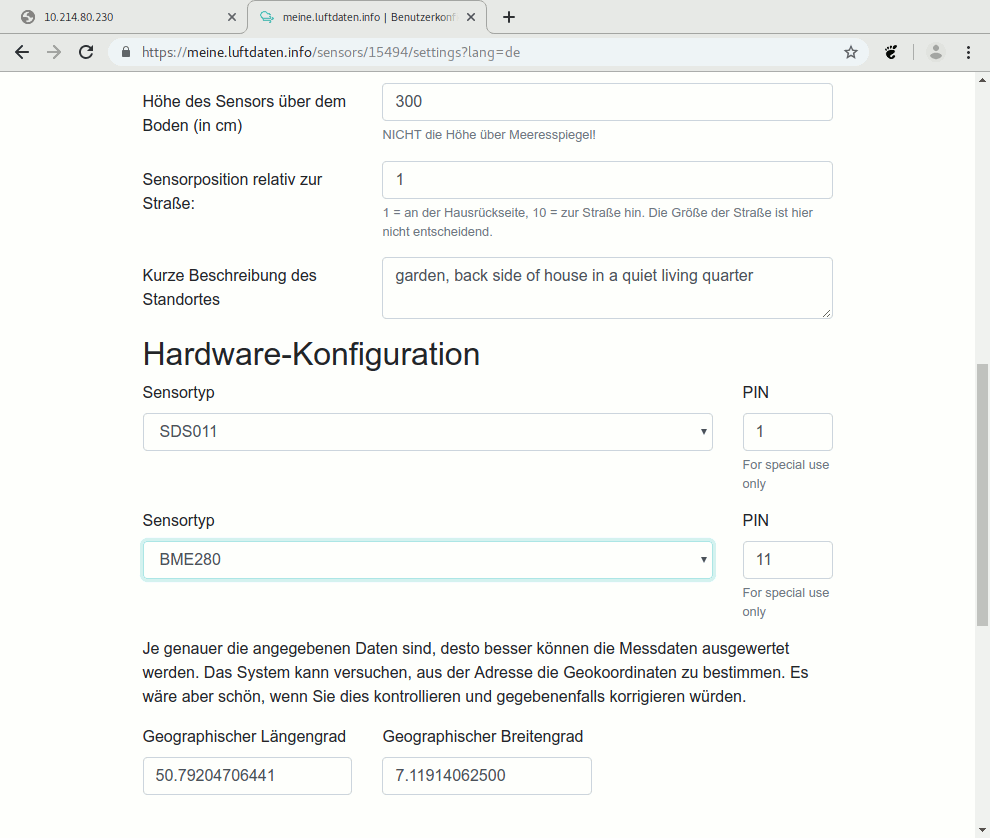 10.214.80.230
meine.luftdaten.info | Benutzerkonf
https://meine.luftdaten.info/sensors/15494/settings?lang=de
Höhe des Sensors über dem
Boden (in cm)
300
NICHT die Höhe über Meeresspiegel!
Sensorposition relativ zur
Straße:
1
1 = an der Hausrückseite, 10 = zur Straße hin. Die Größe der Straße ist hier
nicht entscheidend.
Kurze Beschreibung des
Standortes
garden, back side of house in a quiet living quarter
Hardware-Konfiguration
Sensortyp
PIN
SDS011
1
For special use
only
Sensortyp
PIN
BME280
11
For special use
only
Je genauer die angegebenen Daten sind, desto besser können die Messdaten ausgewertet
werden. Das System kann versuchen, aus der Adresse die Geokoordinaten zu bestimmen. Es
wäre aber schön, wenn Sie dies kontrollieren und gegebenenfalls korrigieren würden.
Geographischer Längengrad
Geographischer Breitengrad
50.79204706441
7.11914062500